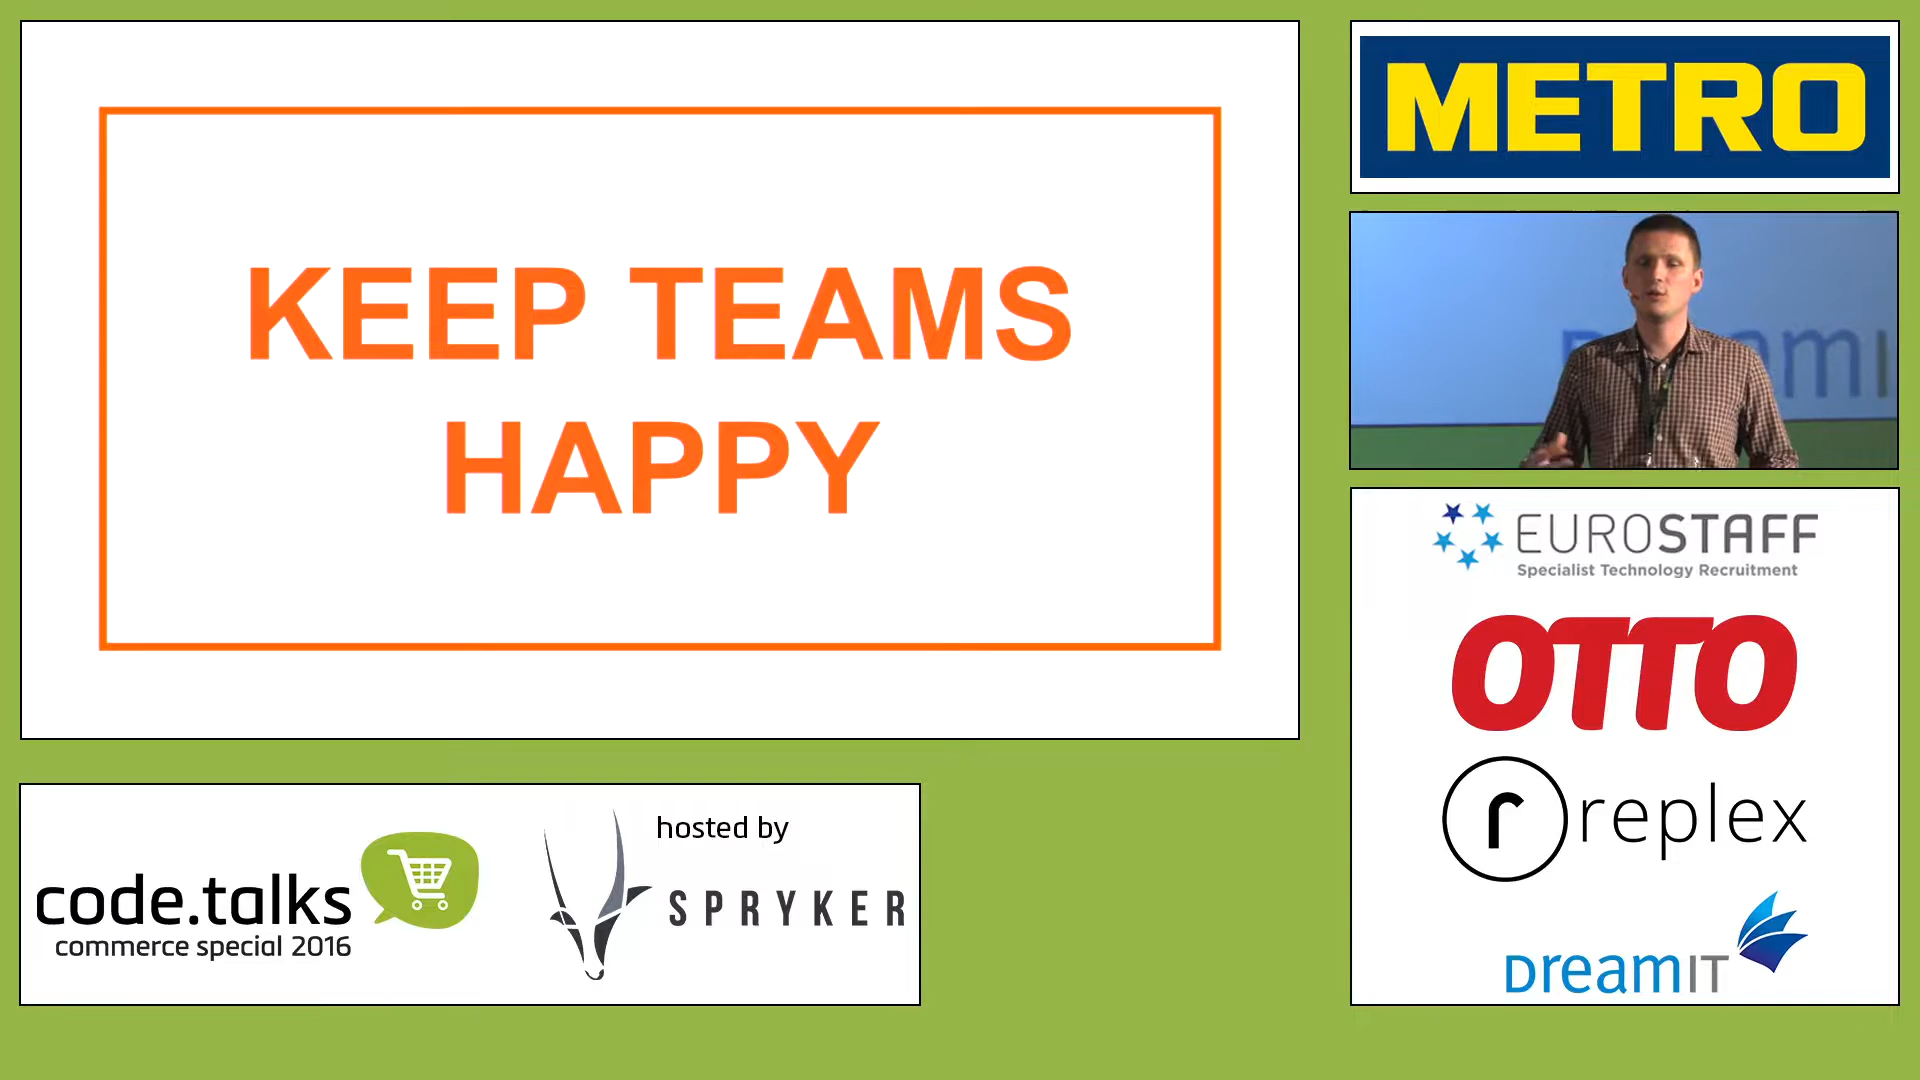 KEEP TEAMS
HAPPY
METRO
EUROSTAFF
Specialist Technology Recruitment
OTTO
r replex
DreamIT
code.talks
commerce special 2016
hosted by
SPRYKER